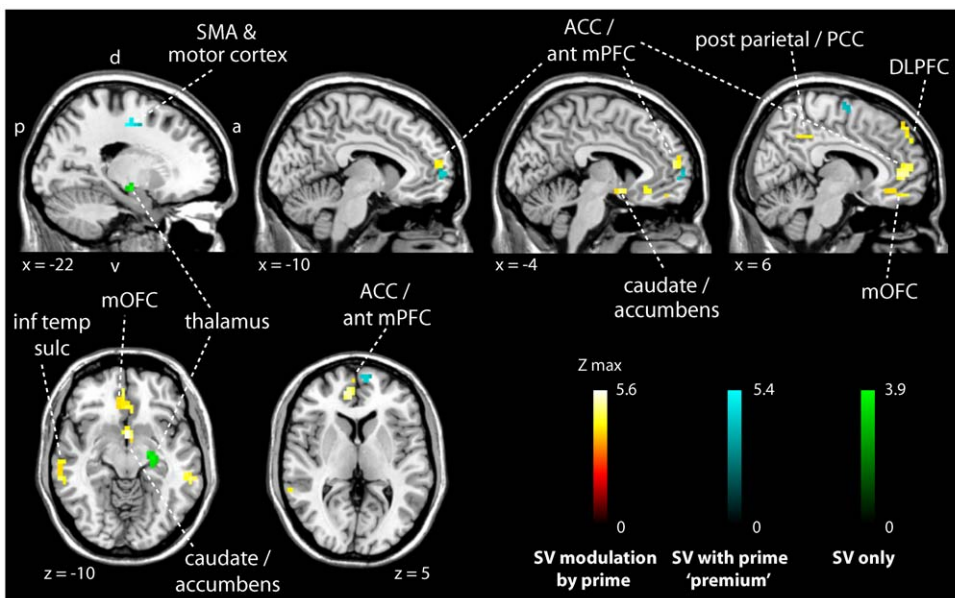 SMA &
motor cortex
ACC /
ant mPFC
post parietal / PCC
DLPFC
d
p
a
v
x = -22
x = -10
x = -4
x = 6
mOFC
inf temp
sulc
thalamus
ACC /
ant mPFC
caudate /
accumbens
mOFC
caudate /
accumbens
z = -10
z = 5
Z max
5.6
5.4
3.9
0
0
0
SV modulation
by prime
SV with prime
‘premium’
SV only